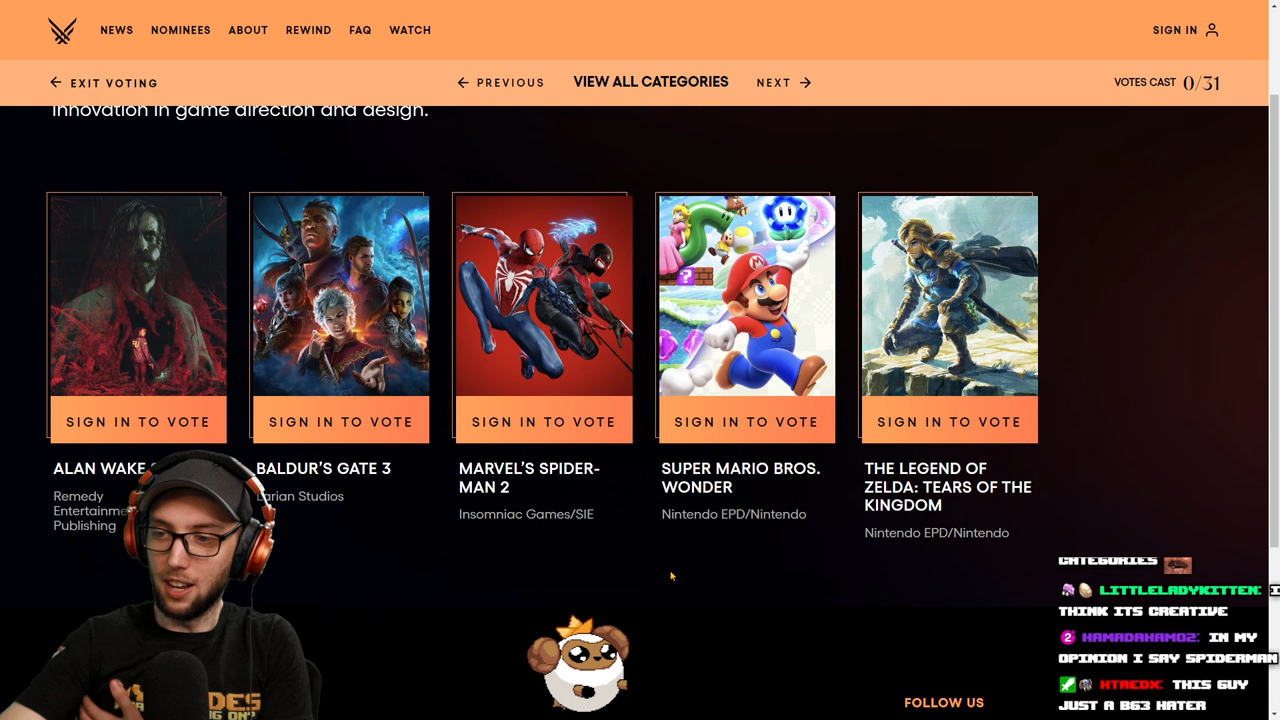 NEWS NOMINEES ABOUT REWIND FAQ WATCH
SIGN IN
EXIT VOTING
PREVIOUS
VIEW ALL CATEGORIES
NEXT
VOTES CAST 0/31
innovation in game direction and design.
SIGN IN TO VOTE
SIGN IN TO VOTE
SIGN IN TO VOTE
SIGN IN TO VOTE
SIGN IN TO VOTE
ALAN WAKE
Remedy
Entertainme
Publishing
BALDUR’S GATE 3
Larian Studios
MARVEL’S SPIDER-
MAN 2
Insomniac Games/SIE
SUPER MARIO BROS.
WONDER
Nintendo EPD/Nintendo
THE LEGEND OF
ZELDA: TEARS OF THE
KINGDOM
Nintendo EPD/Nintendo
CATEGORIES
LITTLELADYKITTEN: I
THINK ITS CREATIVE
2 HAMADAHAMO2: IN MY
OPINION I SAY SPIDERMAN
HTREDX: THIS GUY
JUST A BG3 HATER
FOLLOW US